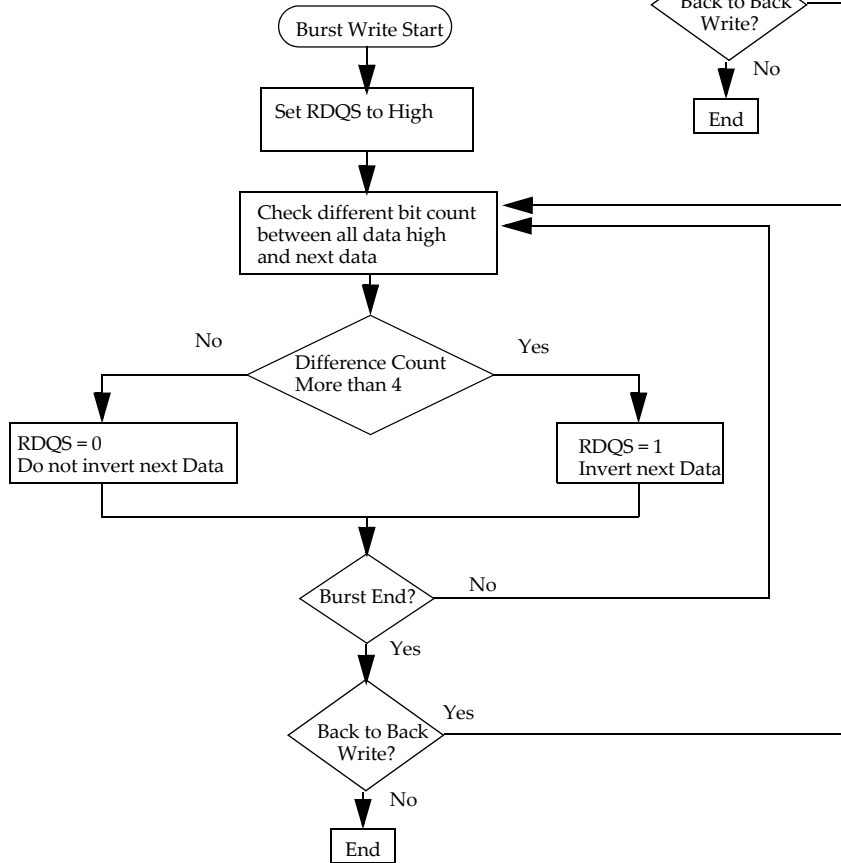 Back to Back
Write?
No
End
Burst Write Start
Set RDQS to High
Check different bit count
between all data high
and next data
No
Yes
Difference Count
More than 4
RDQS = 0
Do not invert next Data
RDQS = 1
Invert next Data
Burst End?
No
Yes
Back to Back
Write?
Yes
No
End